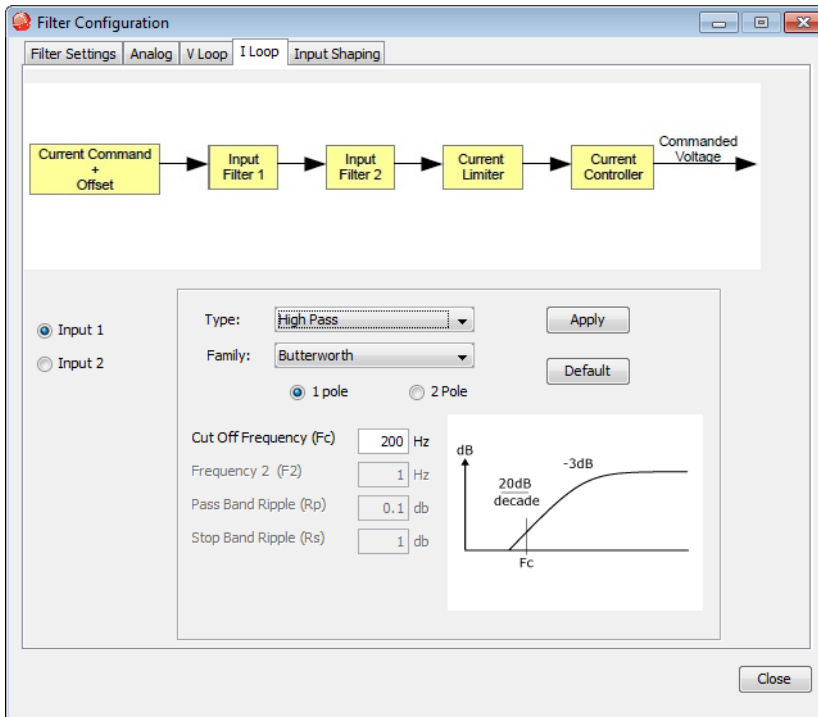 Filter Configuration
Filter Settings
Analog
V Loop
I Loop
Input Shaping
Current Command
+
Offset
Input
Filter 1
Input
Filter 2
Current
Limiter
Current
Controller
Commanded
Voltage
Input 1
Input 2
Type:
High Pass
Apply
Family:
Butterworth
Default
1 pole
2 Pole
Cut Off Frequency (Fc)
200 Hz
Frequency 2 (F2)
1 Hz
Pass Band Ripple (Rp)
0.1 db
Stop Band Ripple (Rs)
1 db
dB
-3dB
20dB
decade
Fc
Close